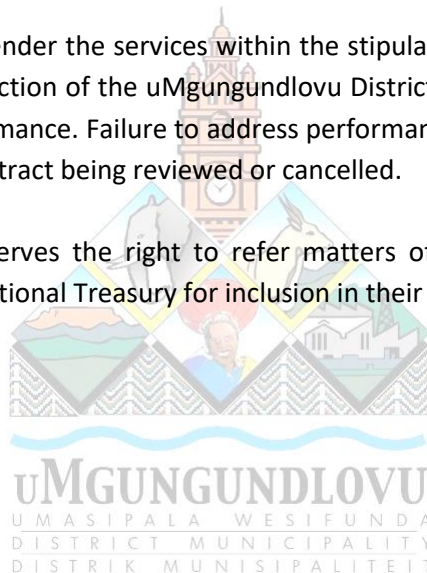 ender the services within the stipula
ction of the uMgungundlovu District
mance. Failure to address performan
tract being reviewed or cancelled.
erves the right to refer matters of
tional Treasury for inclusion in their
uMGUNGUNDLOVU
UMASIPALA WESIFUNDA
DISTRICT MUNICIPALITY
DISTRIK MUNISIPALITEIT